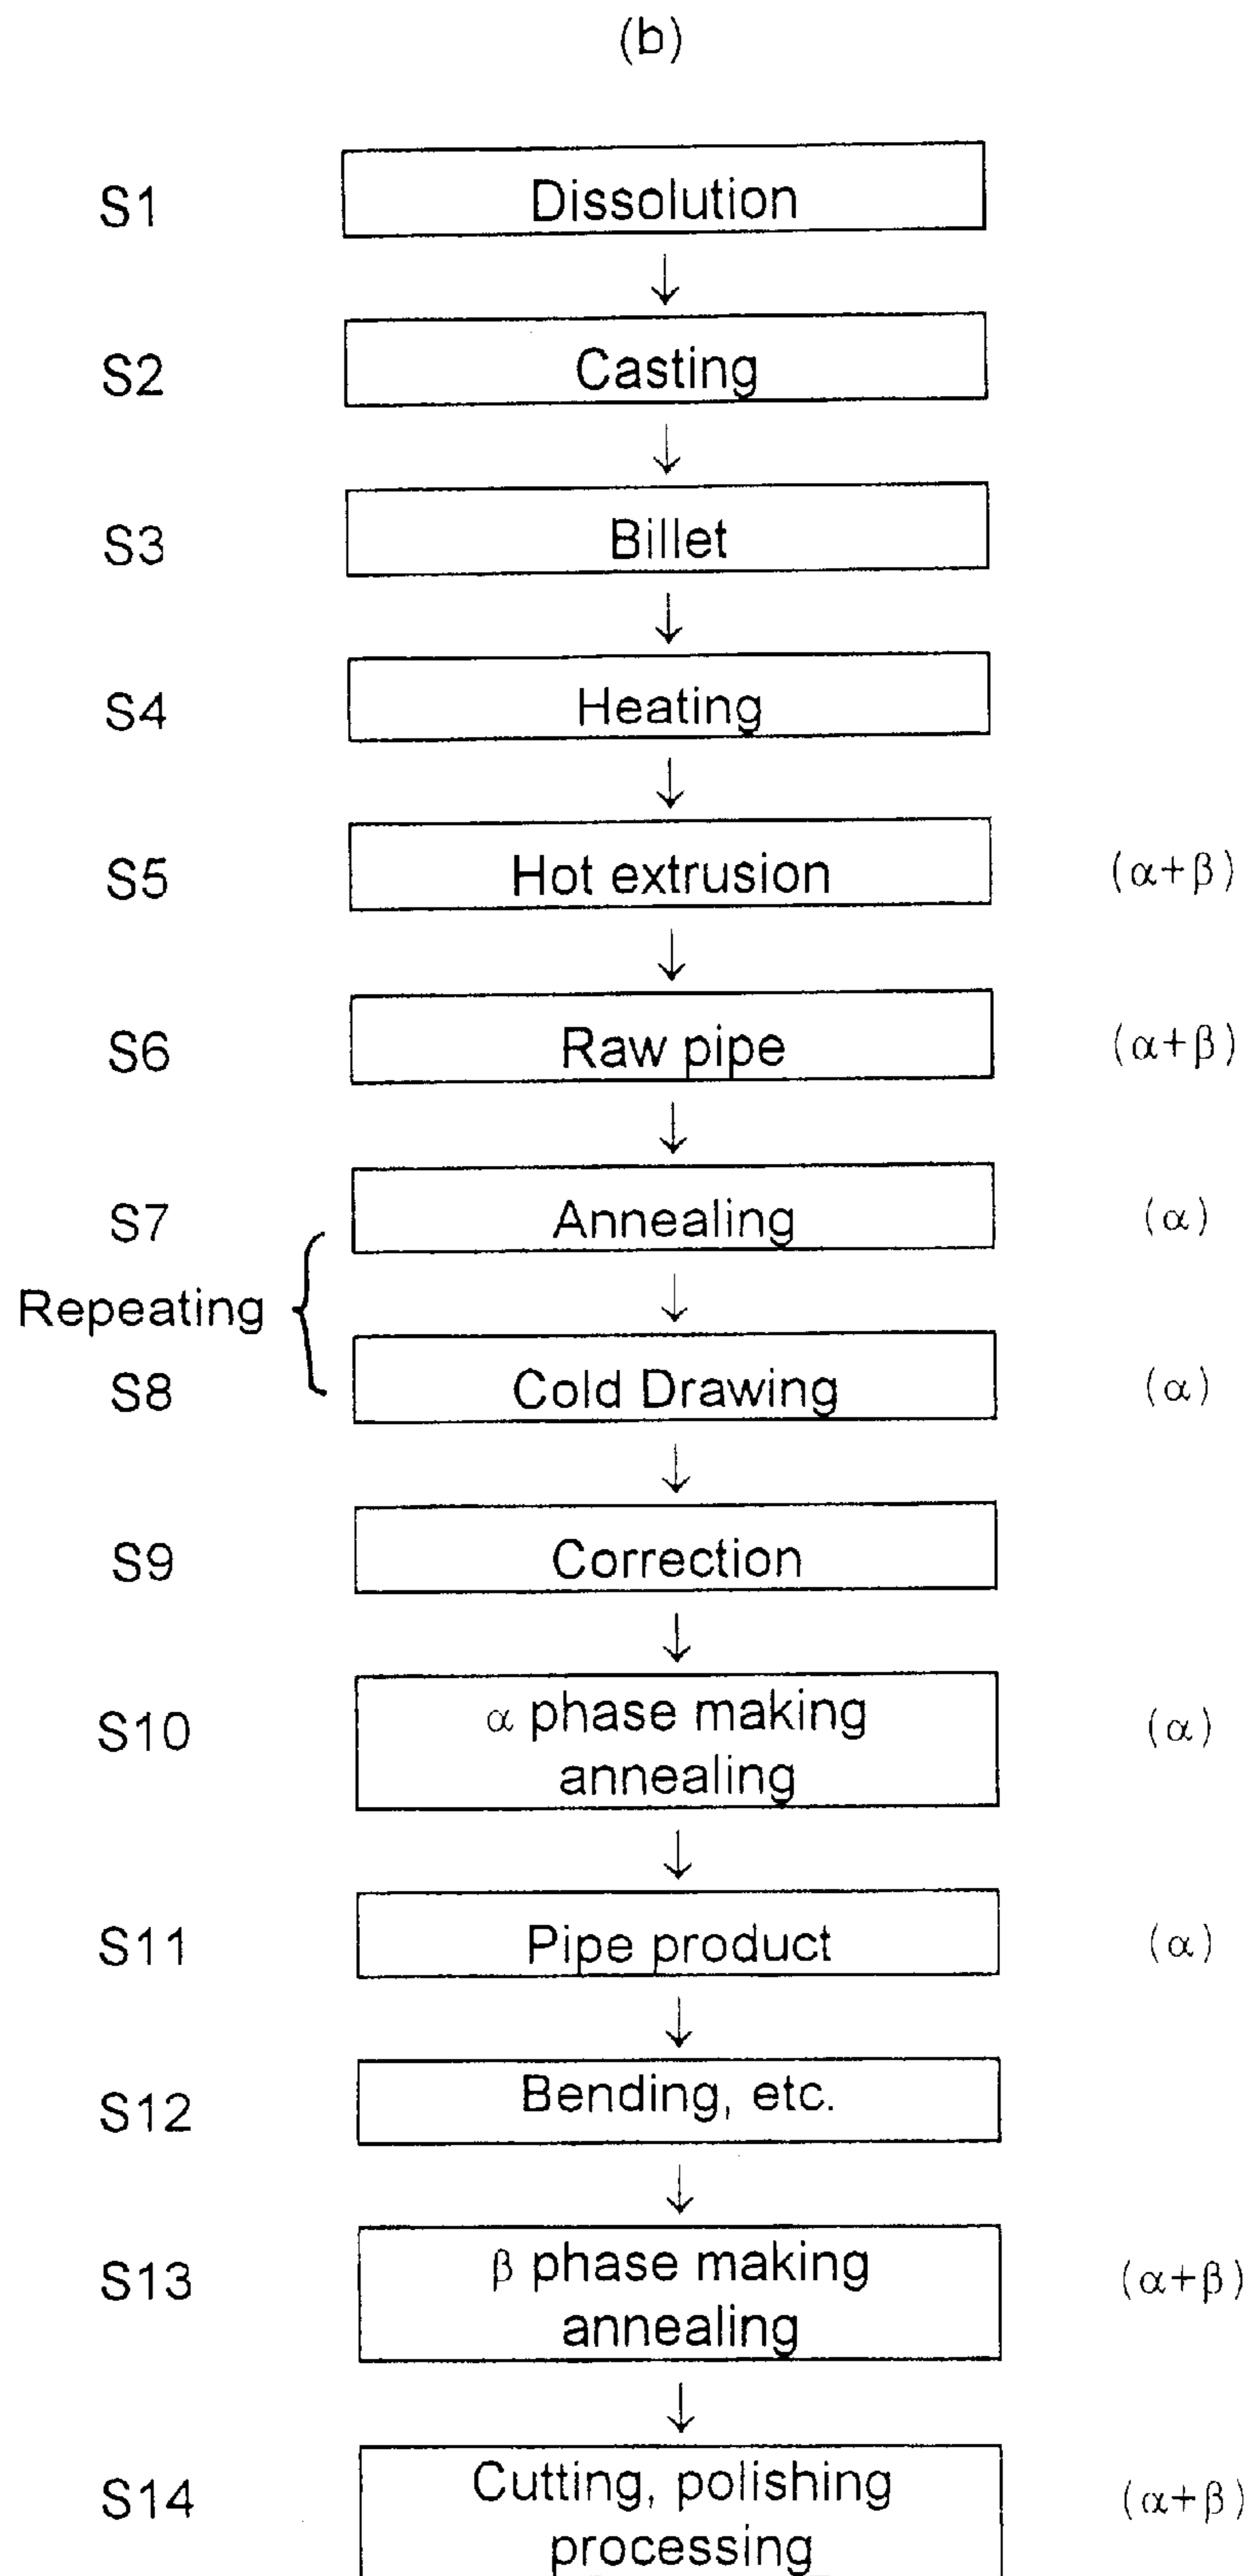 (b)
S1 Dissolution
S2 Casting
S3 Billet
S4 Heating
S5 Hot extrusion (α+β)
S6 Raw pipe (α+β)
S7 Annealing (α)
Repeating
S8 Cold Drawing (α)
S9 Correction
S10 α phase making annealing (α)
S11 Pipe product (α)
S12 Bending, etc.
S13 β phase making annealing (α+β)
S14 Cutting, polishing processing (α+β)